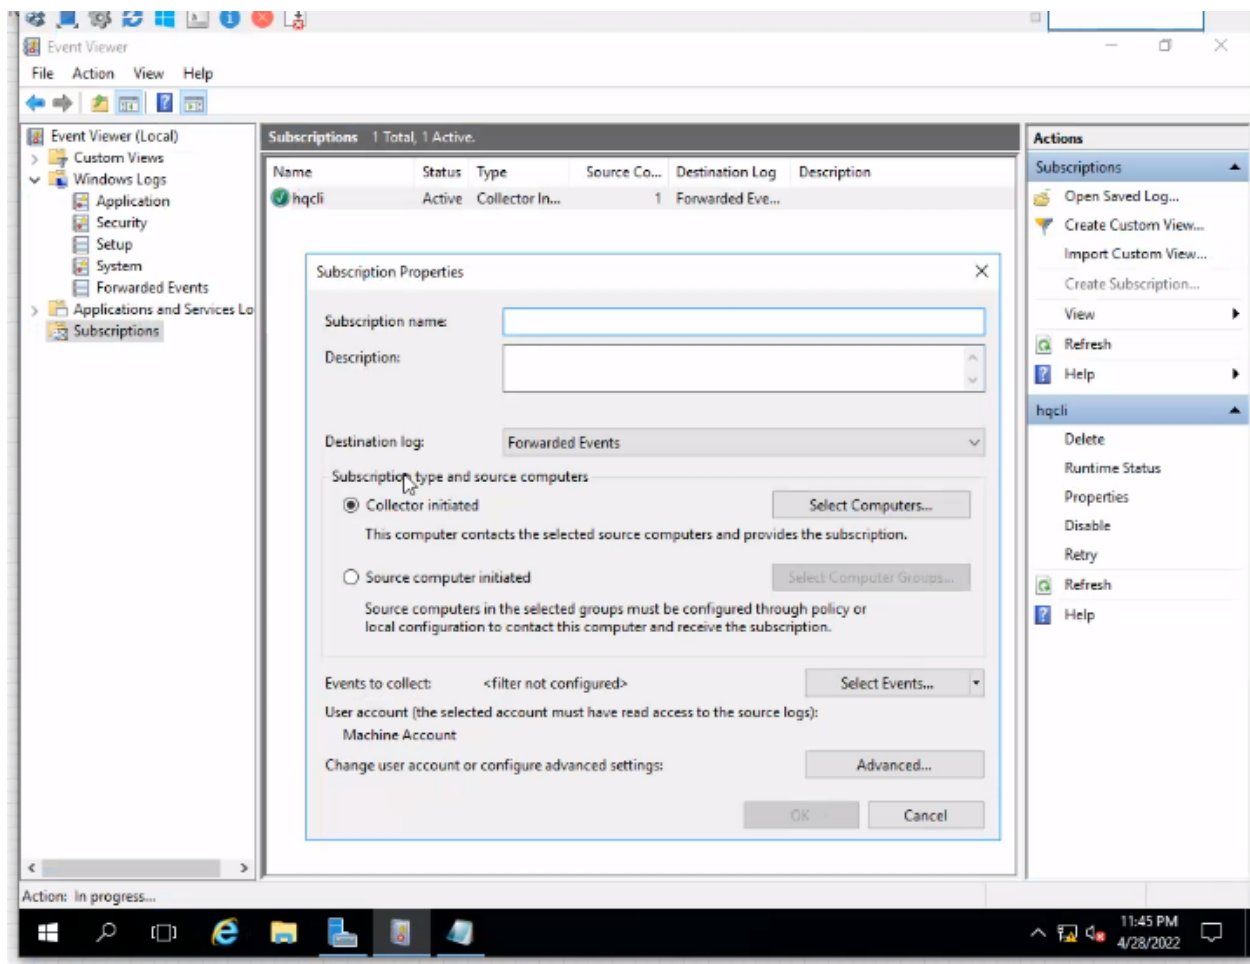 Event Viewer
File Action View Help
Event Viewer (Local)
Custom Views
Windows Logs
Application
Security
Setup
System
Forwarded Events
Applications and Services Lo
Subscriptions
Subscriptions 1 Total, 1 Active.
Name Status Type Source Co... Destination Log Description
hqcli Active Collector In... 1 Forwarded Eve...
Subscription Properties
Subscription name:
Description:
Destination log: Forwarded Events
Subscription type and source computers
Collector initiated Select Computers...
This computer contacts the selected source computers and provides the subscription.
Source computer initiated Select Computer Groups...
Source computers in the selected groups must be configured through policy or
local configuration to contact this computer and receive the subscription.
Events to collect: <filter not configured> Select Events...
User account (the selected account must have read access to the source logs):
Machine Account
Change user account or configure advanced settings: Advanced...
OK Cancel
Actions
Subscriptions
Open Saved Log...
Create Custom View...
Import Custom View...
Create Subscription...
View
Refresh
Help
hqcli
Delete
Runtime Status
Properties
Disable
Retry
Refresh
Help
Action: In progress...
11:45 PM
4/28/2022